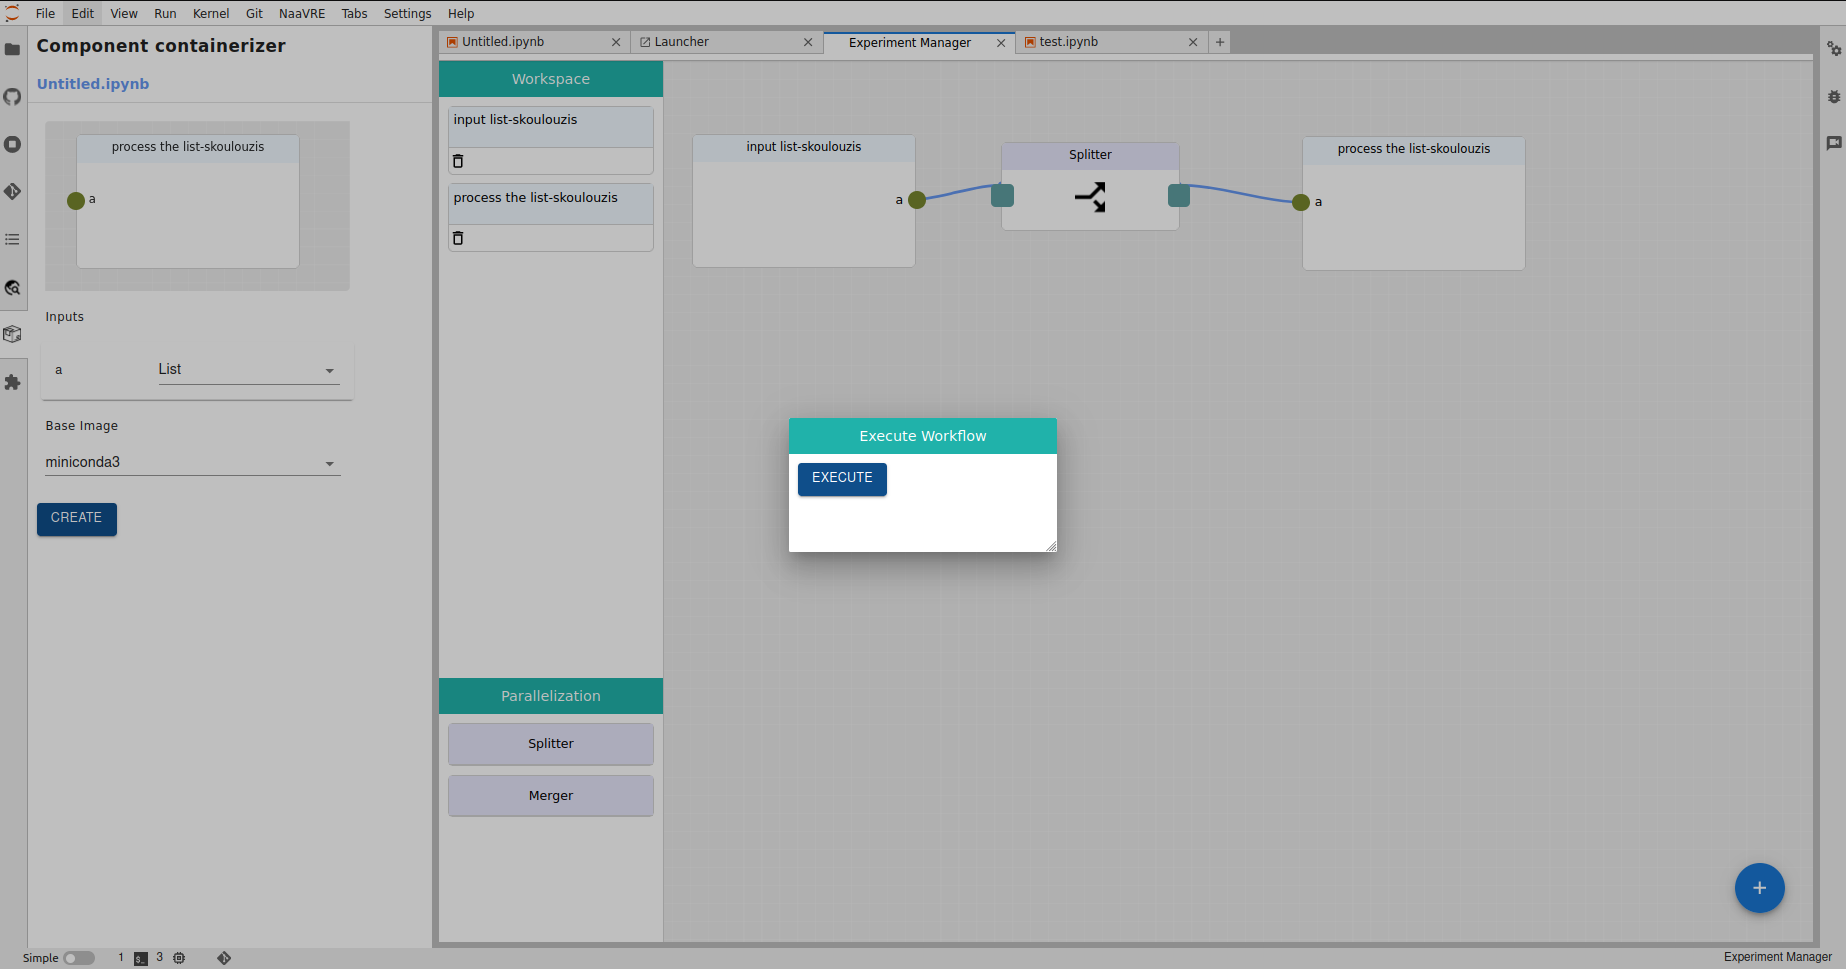 File Edit View Run Kernel Git NaaVRE Tabs Settings Help
Component containerizer
Untitled.ipynb
process the list-skoulouzis
a
Inputs
a List
Base Image
miniconda3
CREATE
Untitled.ipynb Launcher Experiment Manager test.ipynb
Workspace
input list-skoulouzis
process the list-skoulouzis
Parallelization
Splitter
Merger
input list-skoulouzis
a
Splitter
process the list-skoulouzis
a
Execute Workflow
EXECUTE
+
Simple 1 $_ 3 Experiment Manager